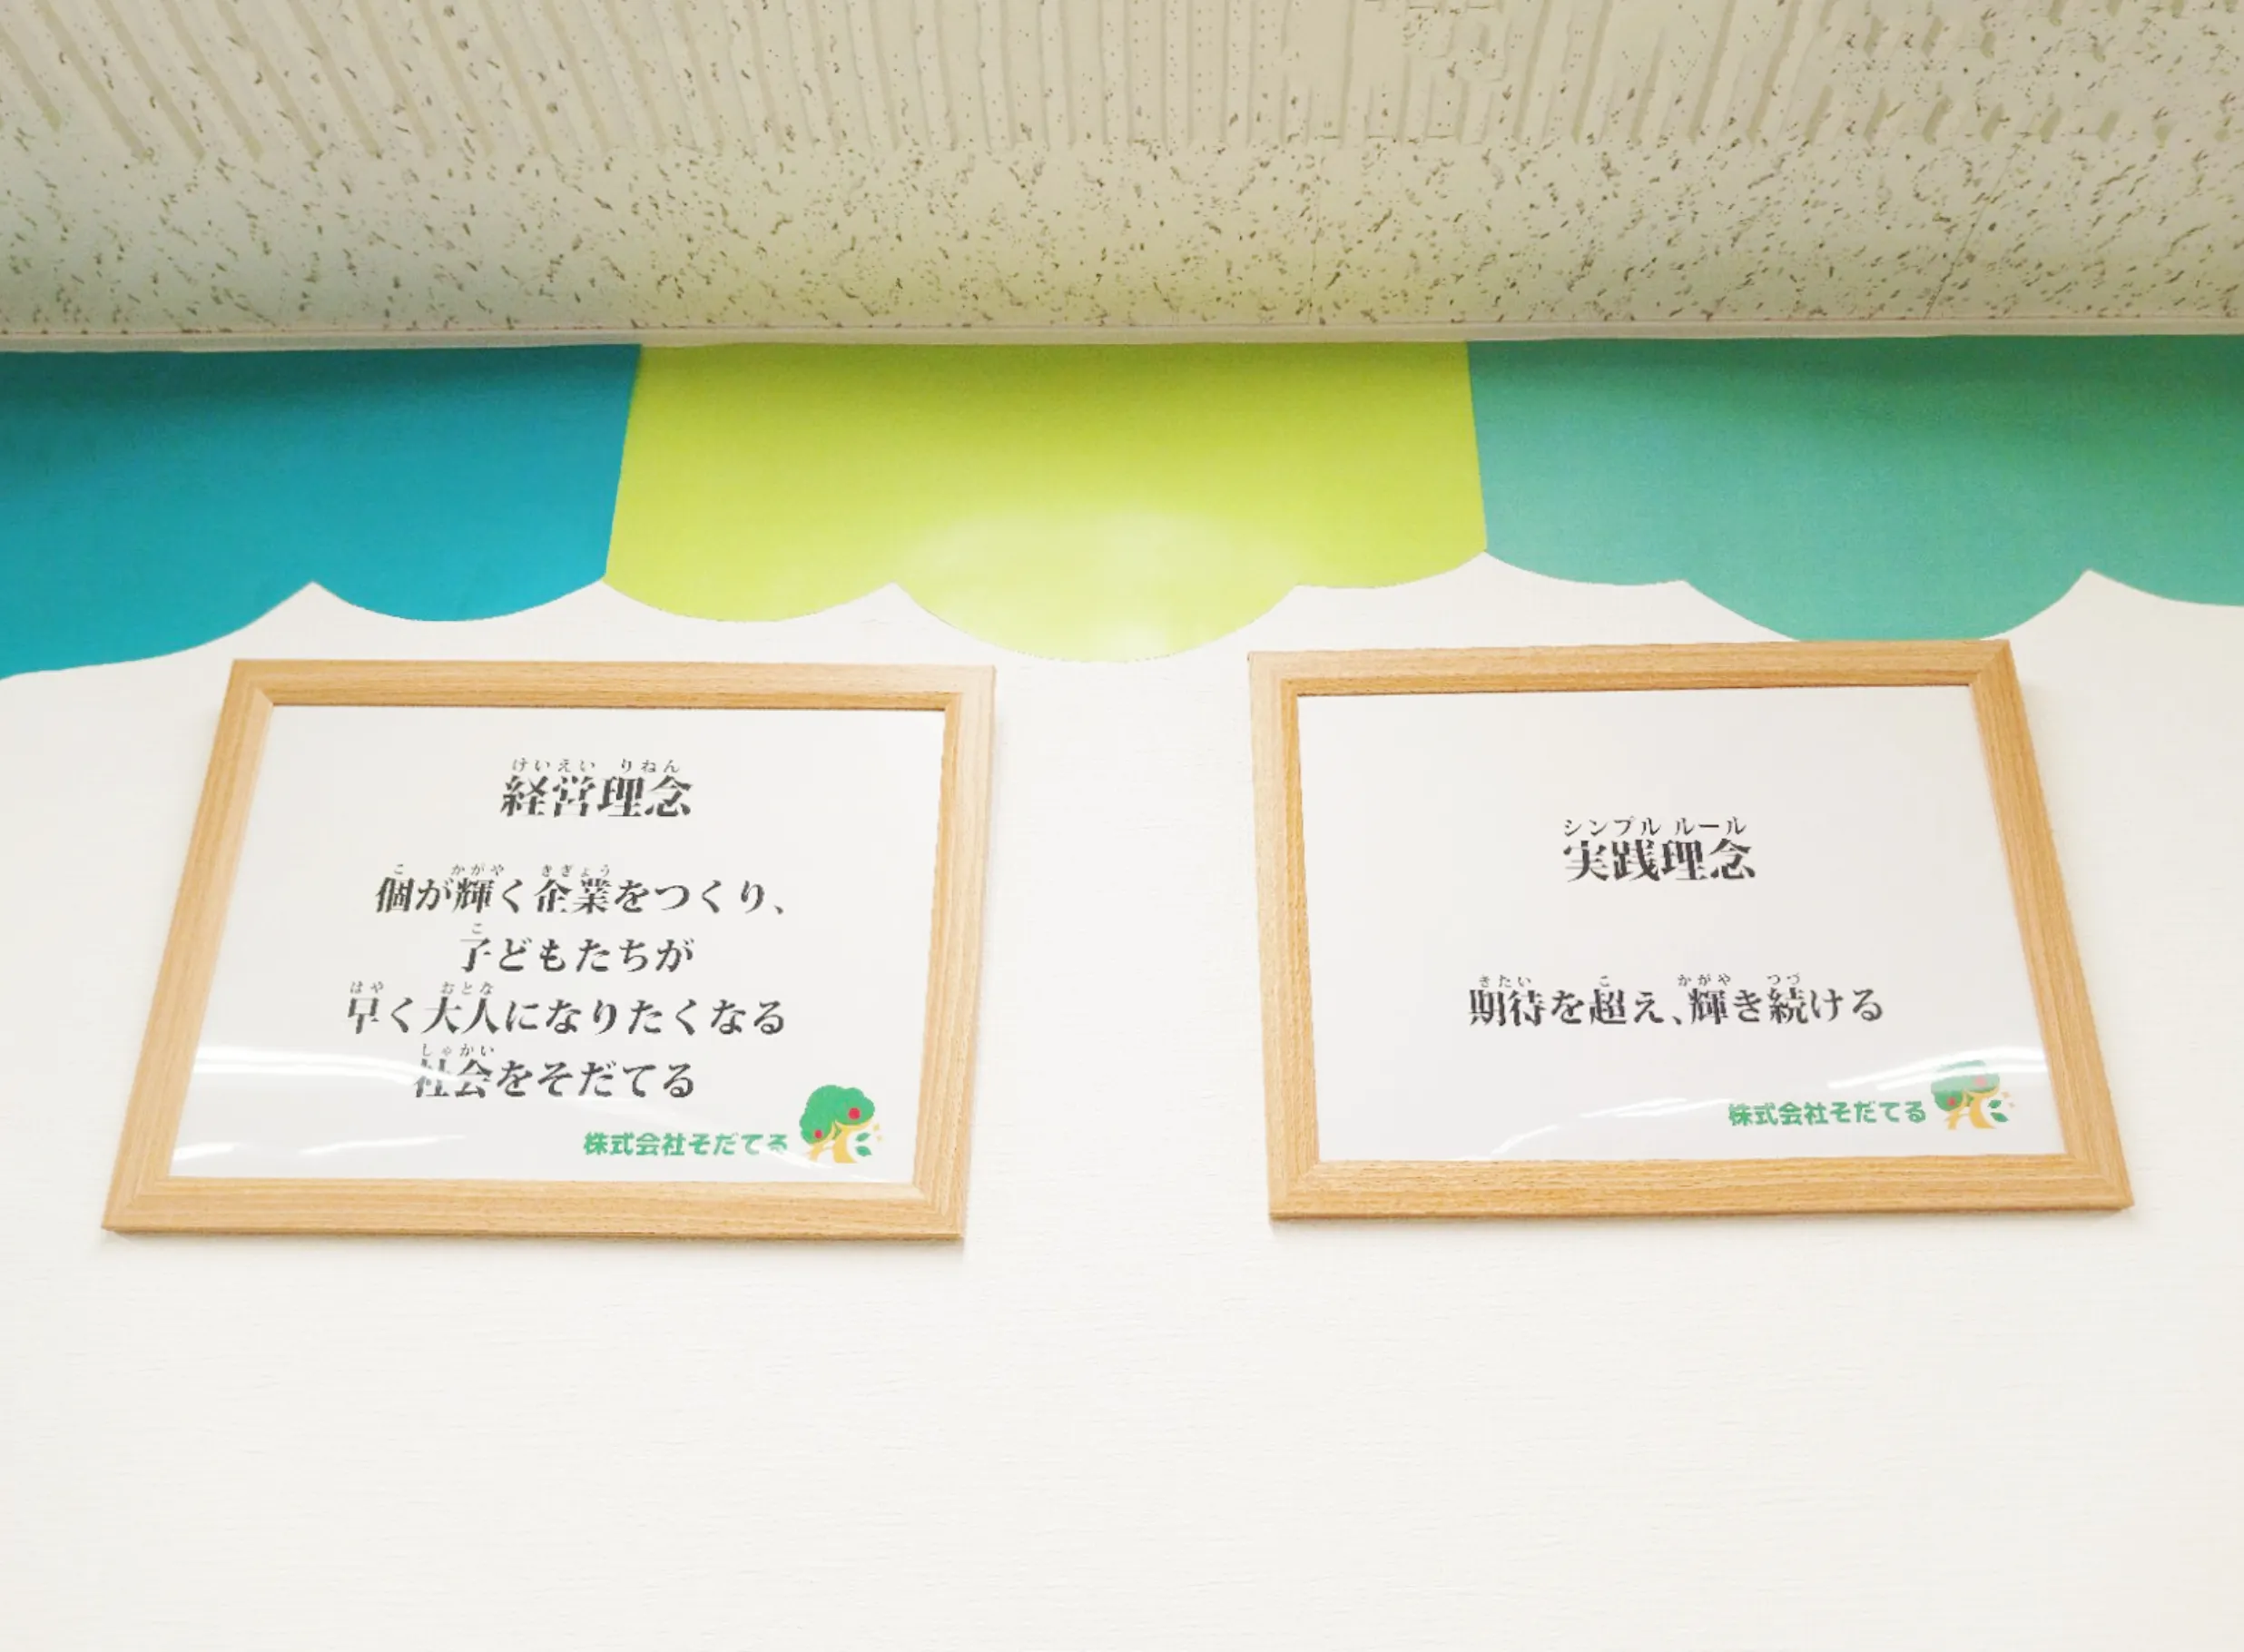 けいえい りねん
経営理念
こ かがや きぎょう
個が輝く企業をつくり、
こ
子どもたちが
はや おとな
早く大人になりたくなる
しゃかい
社会をそだてる
株式会社そだてる
シンプル ルール
実践理念
きたい こ かがや つづ
期待を超え、輝き続ける
株式会社そだてる